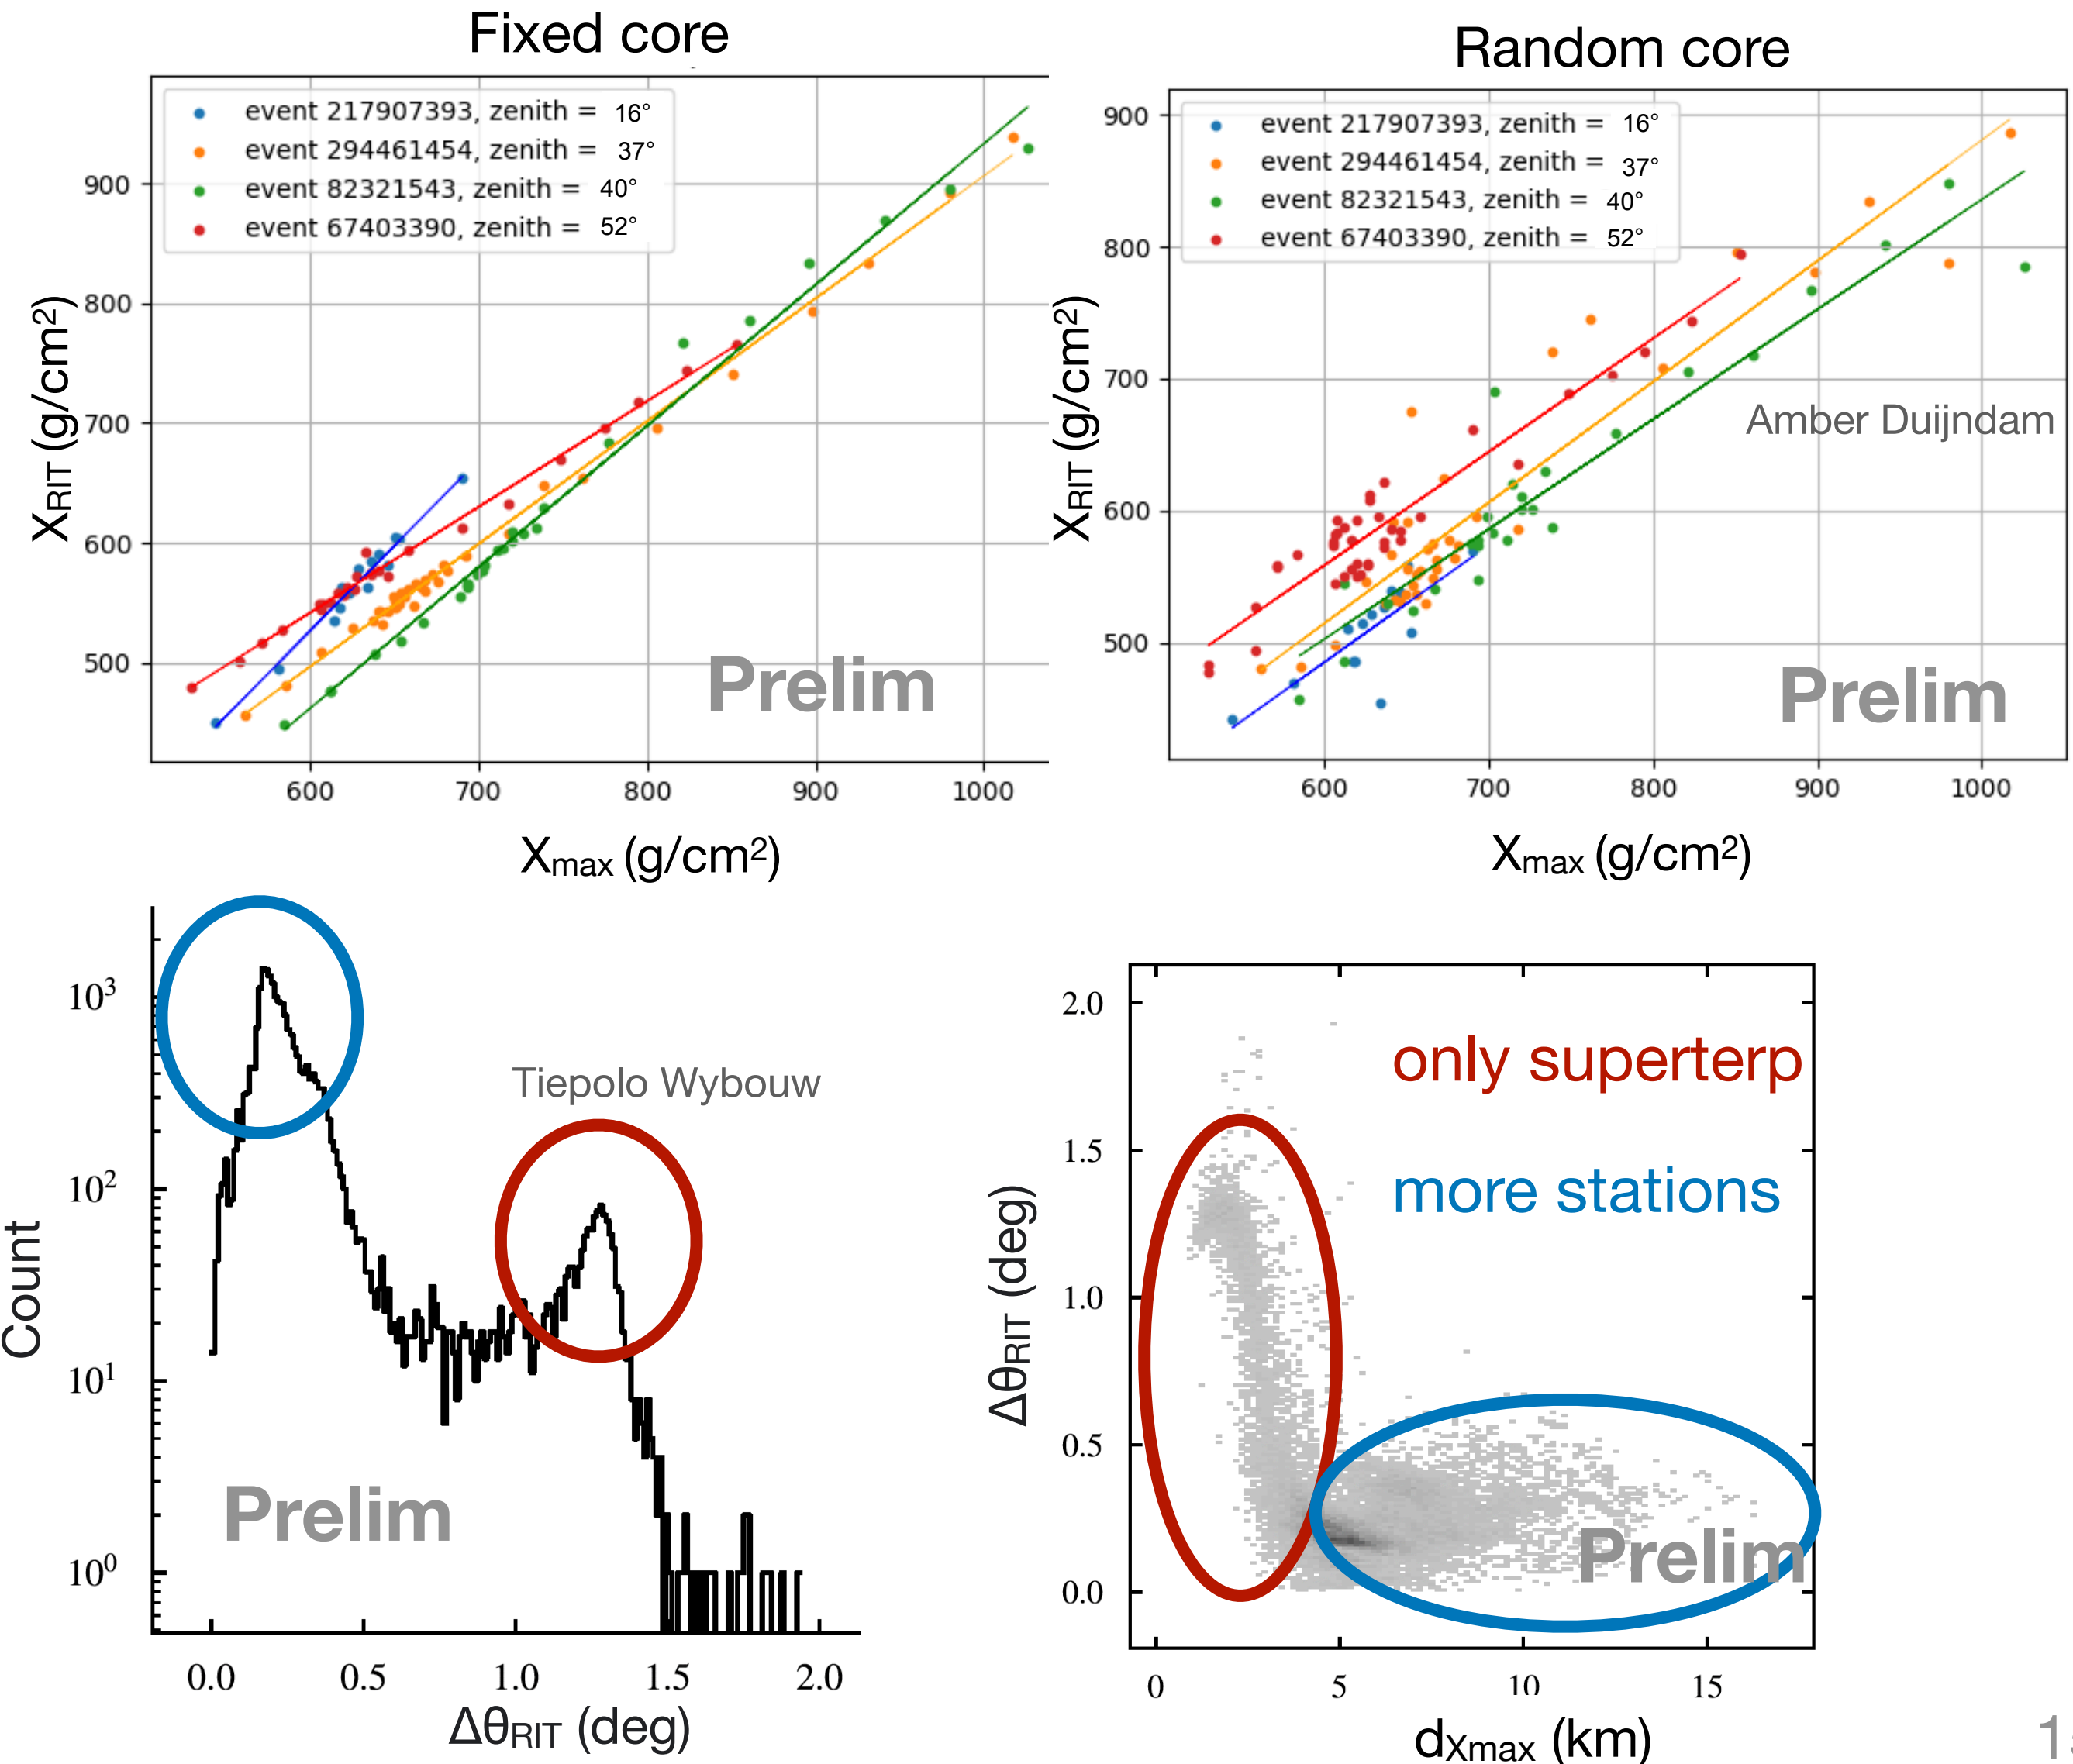 Fixed core
event 217907393, zenith = 16°
event 294461454, zenith = 37°
event 82321543, zenith = 40°
event 67403390, zenith = 52°
900
800
700
600
500
X_RIT (g/cm²)
Prelim
600 700 800 900 1000
X_max (g/cm²)
Random core
event 217907393, zenith = 16°
event 294461454, zenith = 37°
event 82321543, zenith = 40°
event 67403390, zenith = 52°
900
800
700
600
500
X_RIT (g/cm²)
Amber Duijndam
Prelim
600 700 800 900 1000
X_max (g/cm²)
10³
10²
10¹
10⁰
Count
Tiepolo Wybouw
Prelim
0.0 0.5 1.0 1.5 2.0
Δθ_RIT (deg)
2.0
1.5
1.0
0.5
0.0
Δθ_RIT (deg)
only superterp
more stations
Prelim
0 5 10 15
d_Xmax (km)